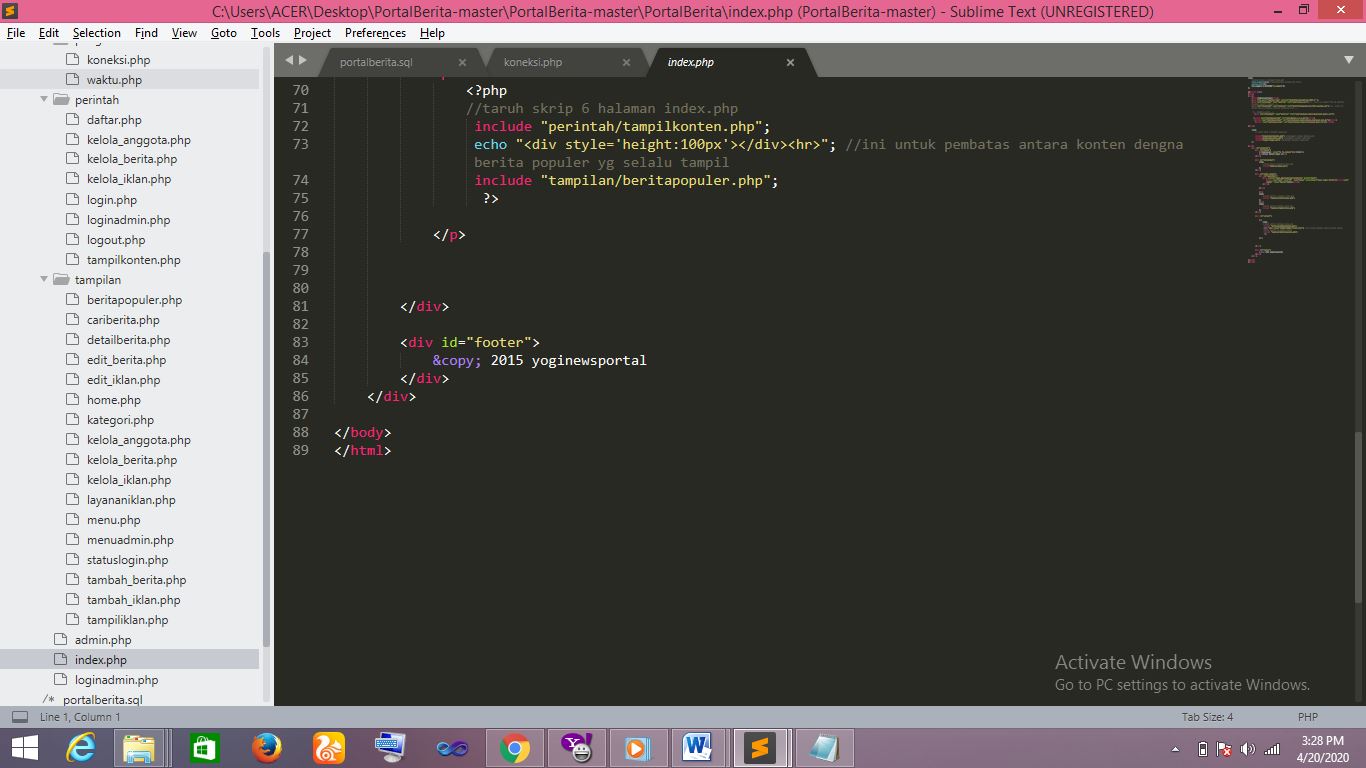 C:\Users\ACER\Desktop\PortalBerita-master\PortalBerita-master\PortalBerita\index.php (PortalBerita-master) - Sublime Text (UNREGISTERED)
File Edit Selection Find View Goto Tools Project Preferences Help
koneksi.php
waktu.php
perintah
daftar.php
kelola_anggota.php
kelola_berita.php
kelola_iklan.php
login.php
loginadmin.php
logout.php
tampilkonten.php
tampilan
beritapopuler.php
cariberita.php
detailberita.php
edit_berita.php
edit_iklan.php
home.php
kategori.php
kelola_anggota.php
kelola_berita.php
kelola_iklan.php
layananiklan.php
menu.php
menuadmin.php
statuslogin.php
tambah_berita.php
tambah_iklan.php
tampiliklan.php
admin.php
index.php
loginadmin.php
/* portalberita.sql
portalberita.sql × koneksi.php × index.php ×
70 <?php
71 //taruh skrip 6 halaman index.php
72 include "perintah/tampilkonten.php";
73 echo "<div style='height:100px'></div><hr>"; //ini untuk pembatas antara konten dengna
berita populer yg selalu tampil
74 include "tampilan/beritapopuler.php";
75 ?>
76
77 </p>
78
79
80
81 </div>
82
83 <div id="footer">
84 &copy; 2015 yoginewsportal
85 </div>
86 </div>
87
88 </body>
89 </html>
Activate Windows
Go to PC settings to activate Windows.
Line 1, Column 1 Tab Size: 4 PHP
3:28 PM
4/20/2020